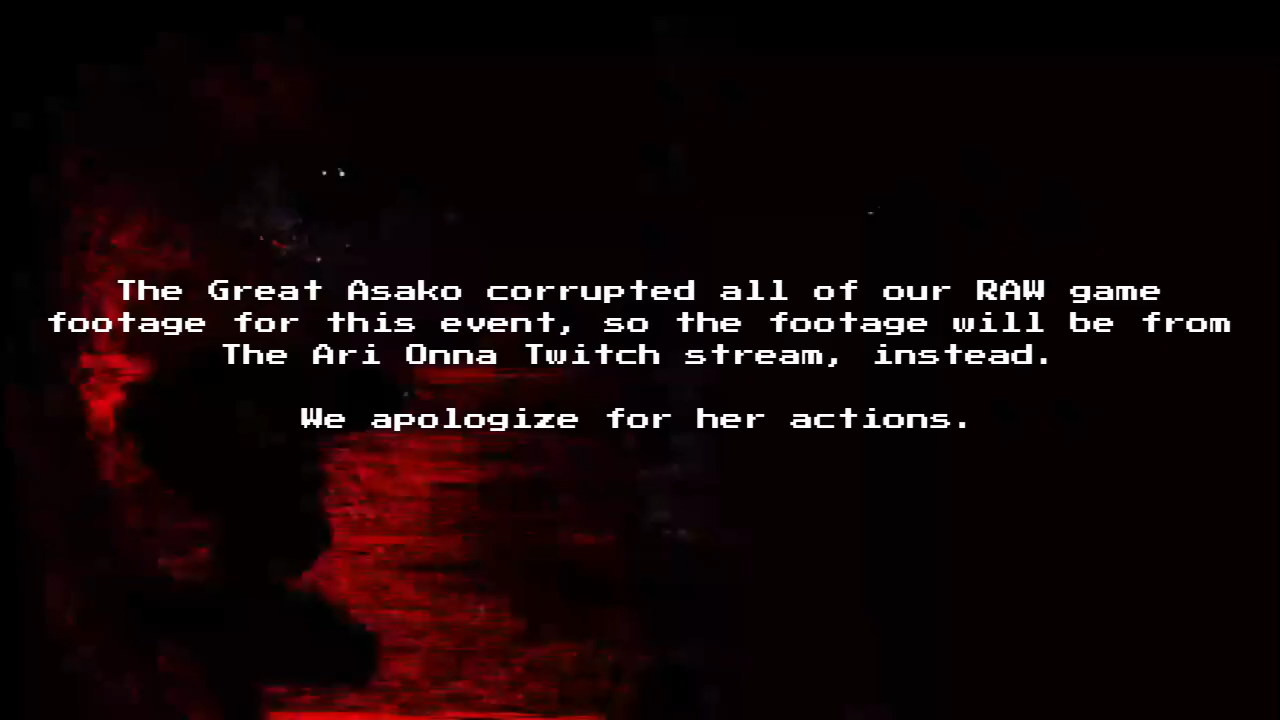 The Great Asako corrupted all of our RAW game
footage for this event, so the footage will be from
The Ari Onna Twitch stream, instead.
We apologize for her actions.